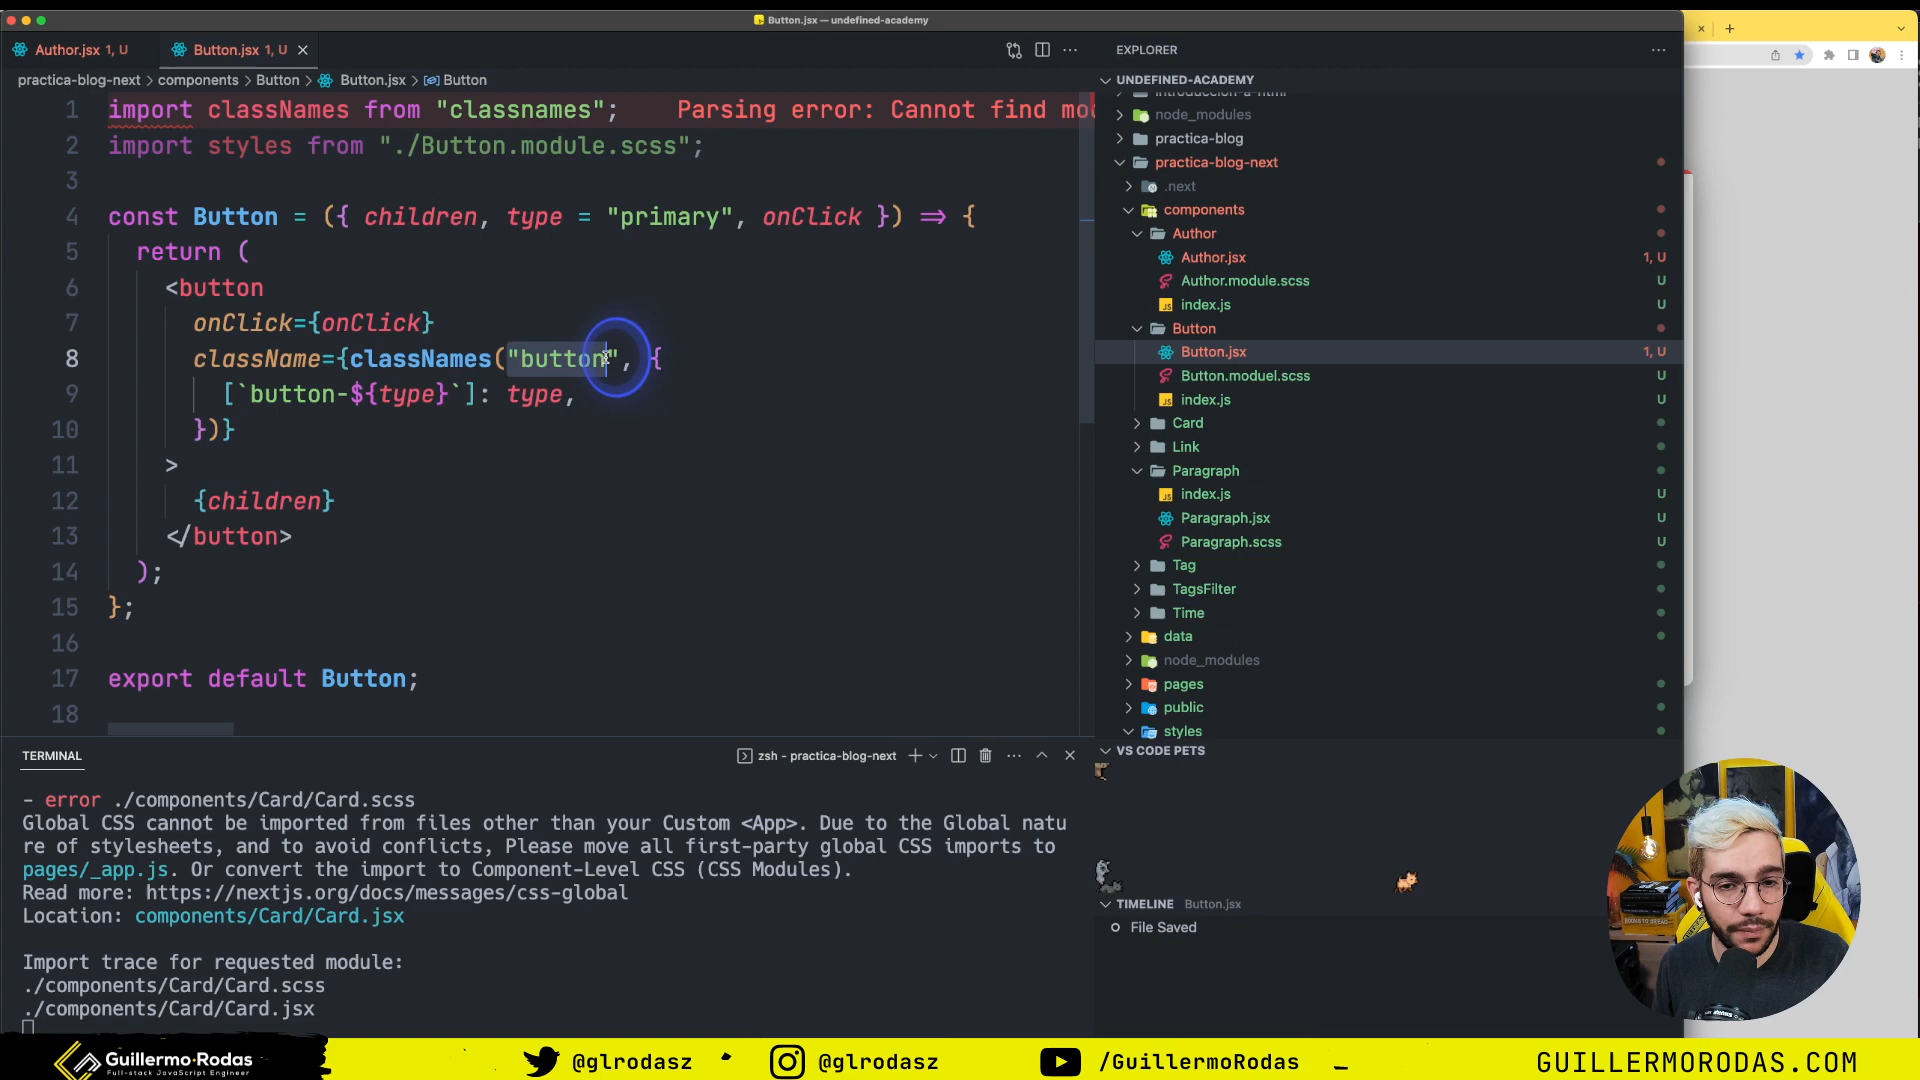 Button.jsx — undefined-academy
Author.jsx 1, U
Button.jsx 1, U
practica-blog-next > components > Button > Button.jsx > Button
1 import classNames from "classnames"; Parsing error: Cannot find mo
2 import styles from "./Button.module.scss";
3
4 const Button = ({ children, type = "primary", onClick }) => {
5 return (
6 <button
7 onClick={onClick}
8 className={classNames("button", {
9 [`button-${type}`]: type,
10 })}
11 >
12 {children}
13 </button>
14 );
15 };
16
17 export default Button;
18
EXPLORER
UNDEFINED-ACADEMY
node_modules
practica-blog
practica-blog-next
.next
components
Author
Author.jsx 1, U
Author.module.scss U
index.js U
Button
Button.jsx 1, U
Button.moduel.scss U
index.js U
Card
Link
Paragraph
index.js U
Paragraph.jsx U
Paragraph.scss U
Tag
TagsFilter
Time
data
node_modules
pages
public
styles
VS CODE PETS
TIMELINE Button.jsx
File Saved
TERMINAL
zsh - practica-blog-next
- error ./components/Card/Card.scss
Global CSS cannot be imported from files other than your Custom <App>. Due to the Global natu
re of stylesheets, and to avoid conflicts, Please move all first-party global CSS imports to
pages/_app.js. Or convert the import to Component-Level CSS (CSS Modules).
Read more: https://nextjs.org/docs/messages/css-global
Location: components/Card/Card.jsx
Import trace for requested module:
./components/Card/Card.scss
./components/Card/Card.jsx
Guillermo·Rodas
Full-stack JavaScript Engineer
@glrodasz
@glrodasz
/GuillermoRodas
GUILLERMORODAS.COM